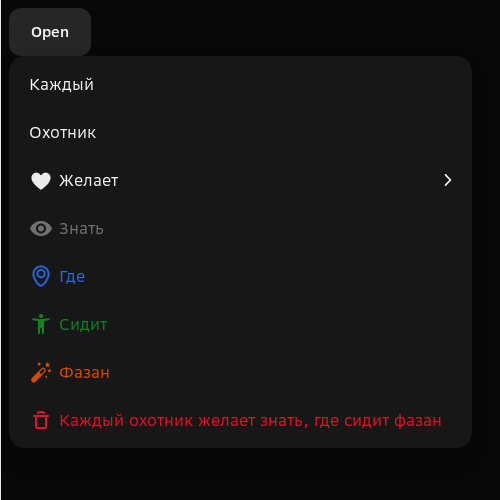 Open
Каждый
Охотник
Желает
Знать
Где
Сидит
Фазан
Каждый охотник желает знать, где сидит фазан